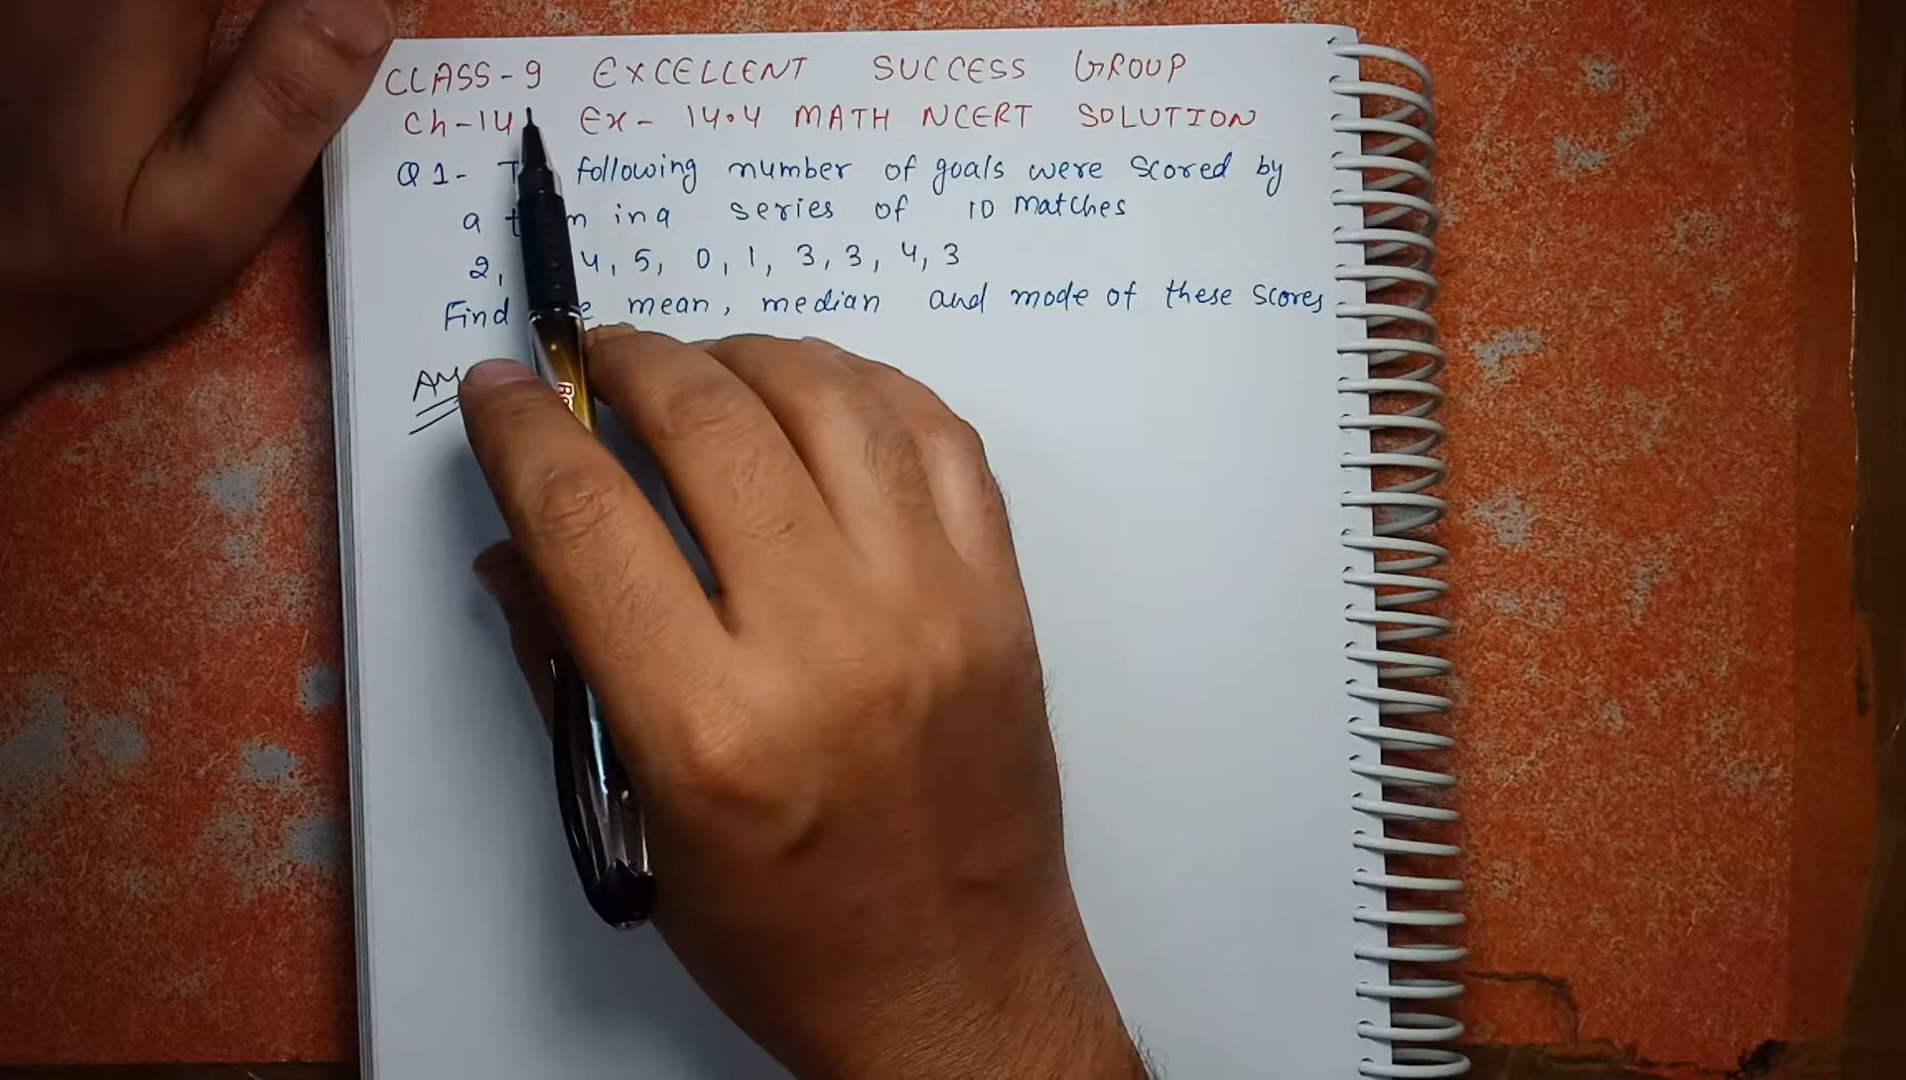 CLASS - 9 EXCELLENT SUCCESS GROUP
Ch - 14 Ex - 14.4 MATH NCERT SOLUTION
Q 1 - following number of goals were scored by
a in a series of 10 matches
2, 4, 5, 0, 1, 3, 3, 4, 3
Find mean, median and mode of these scores